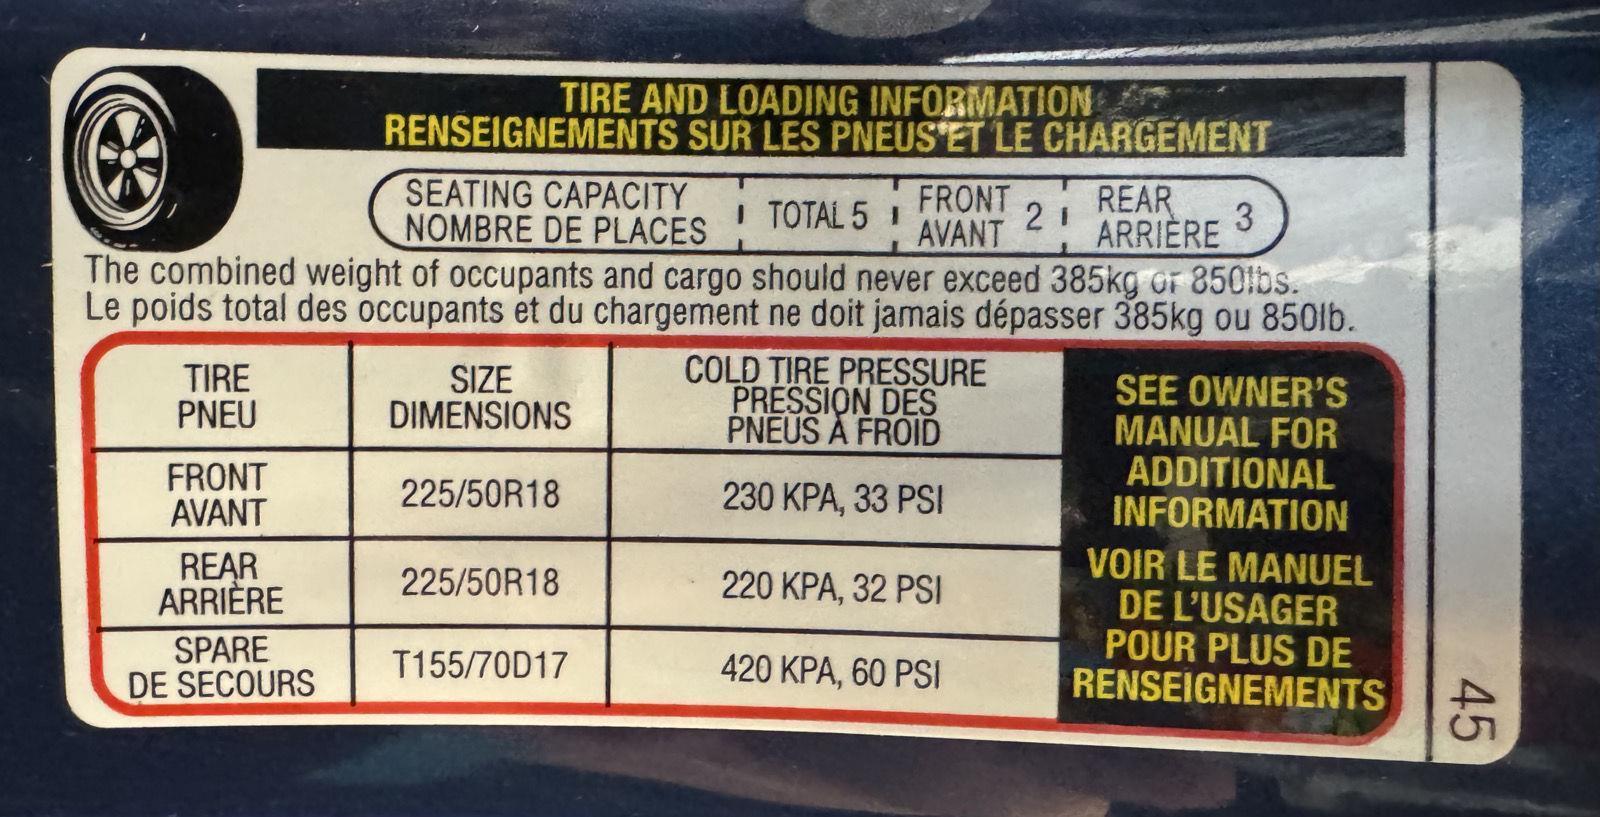 TIRE AND LOADING INFORMATION
RENSEIGNEMENTS SUR LES PNEUS ET LE CHARGEMENT
SEATING CAPACITY
NOMBRE DE PLACES
TOTAL 5
FRONT
AVANT
2
REAR
ARRIÈRE
3
The combined weight of occupants and cargo should never exceed 385kg or 850lbs.
Le poids total des occupants et du chargement ne doit jamais dépasser 385kg ou 850lb.
TIRE
PNEU
SIZE
DIMENSIONS
COLD TIRE PRESSURE
PRESSION DES
PNEUS À FROID
FRONT
AVANT
225/50R18
230 KPA, 33 PSI
REAR
ARRIÈRE
225/50R18
220 KPA, 32 PSI
SPARE
DE SECOURS
T155/70D17
420 KPA, 60 PSI
SEE OWNER'S
MANUAL FOR
ADDITIONAL
INFORMATION
VOIR LE MANUEL
DE L'USAGER
POUR PLUS DE
RENSEIGNEMENTS
45